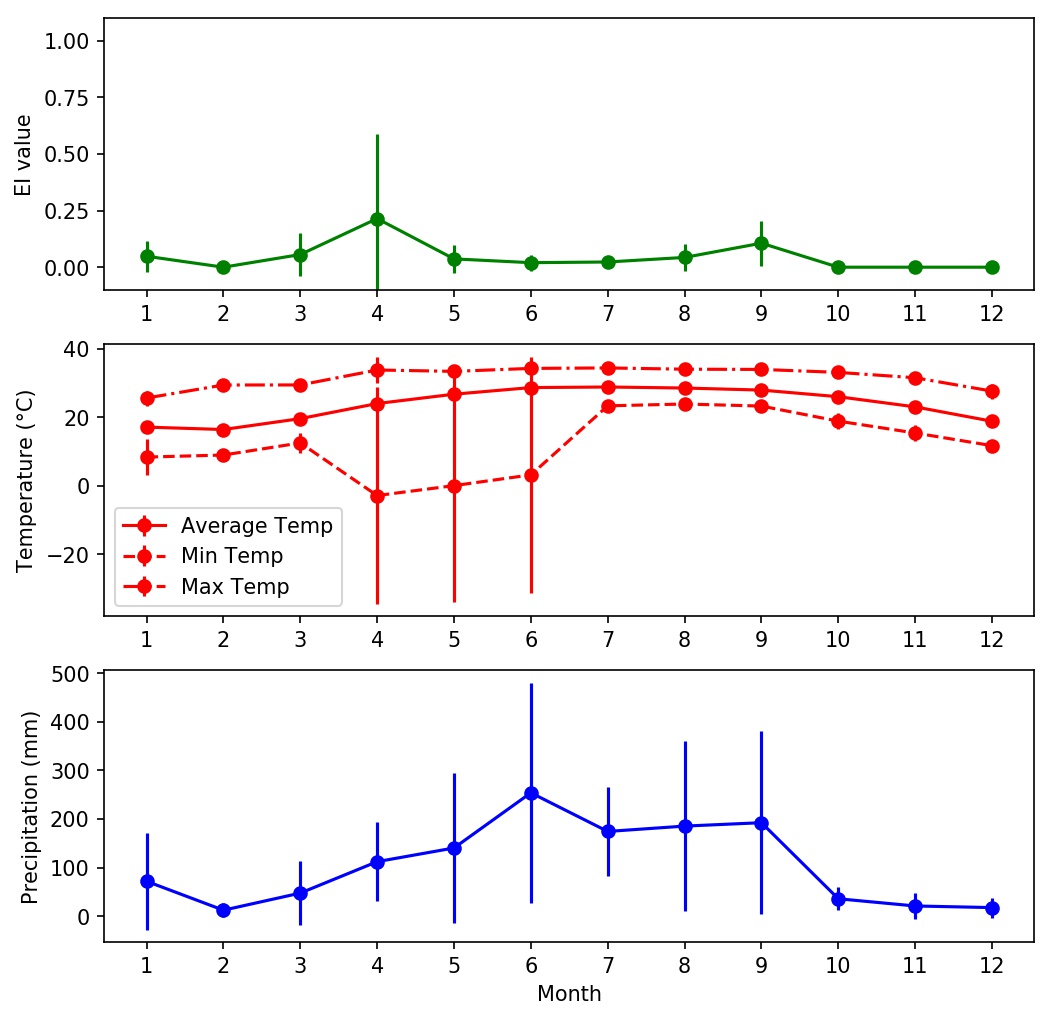 EI value
1.00
0.75
0.50
0.25
0.00
1 2 3 4 5 6 7 8 9 10 11 12
Temperature (°C)
40
20
0
−20
Average Temp
Min Temp
Max Temp
1 2 3 4 5 6 7 8 9 10 11 12
Precipitation (mm)
500
400
300
200
100
0
1 2 3 4 5 6 7 8 9 10 11 12
Month